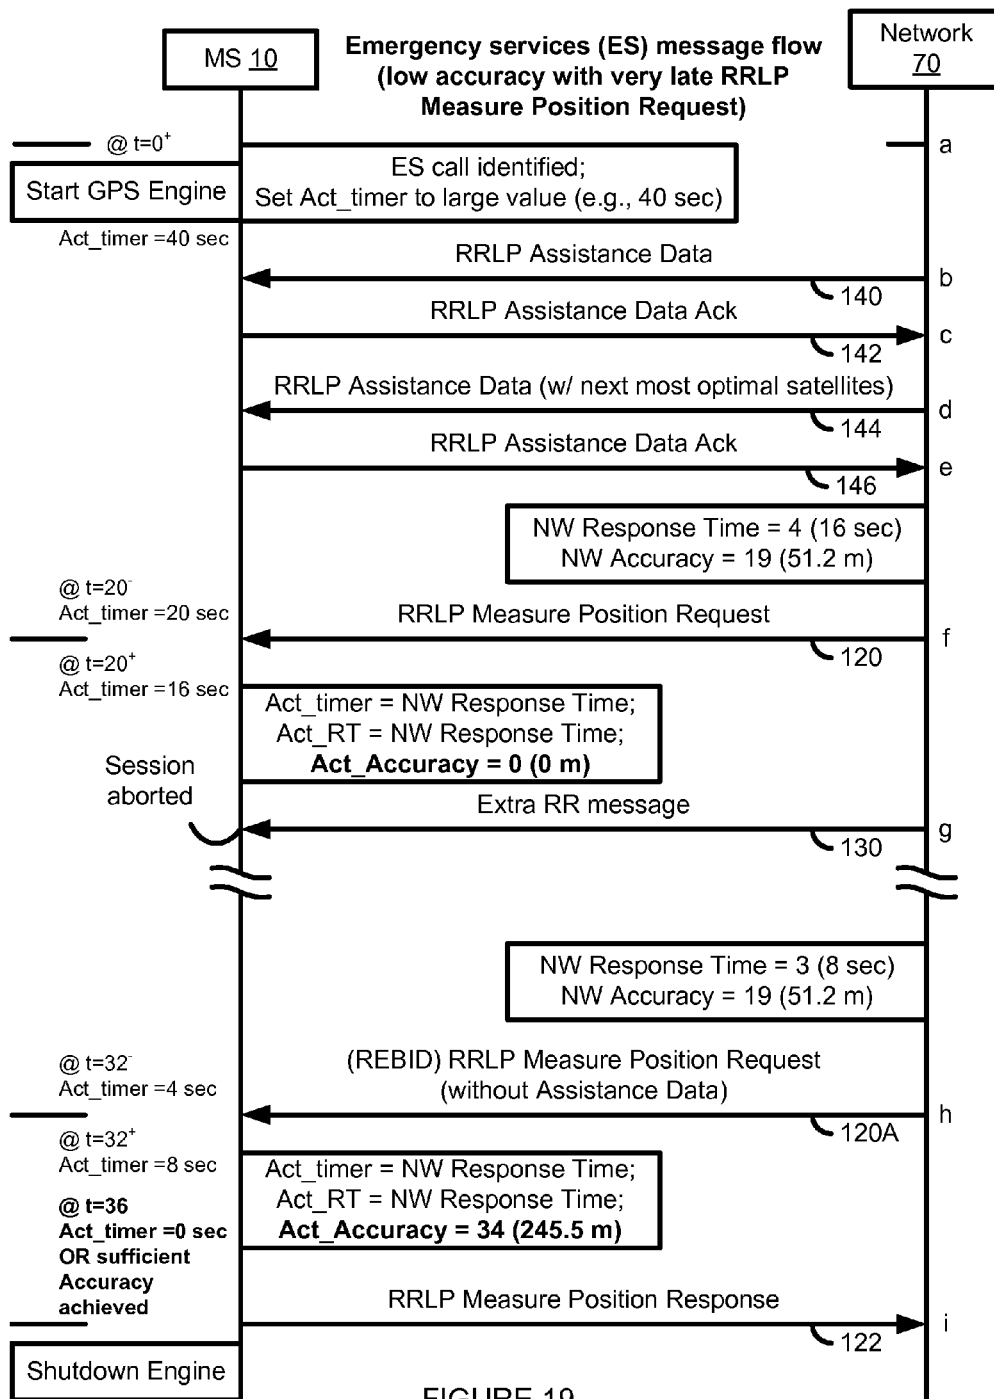 MS 10
Emergency services (ES) message flow
(low accuracy with very late RRLP
Measure Position Request)
Network
70
@ t=0+
a
Start GPS Engine
ES call identified;
Set Act_timer to large value (e.g., 40 sec)
Act_timer =40 sec
RRLP Assistance Data
b
140
RRLP Assistance Data Ack
c
142
RRLP Assistance Data (w/ next most optimal satellites)
d
144
RRLP Assistance Data Ack
e
146
NW Response Time = 4 (16 sec)
NW Accuracy = 19 (51.2 m)
@ t=20-
Act_timer =20 sec
RRLP Measure Position Request
f
120
@ t=20+
Act_timer =16 sec
Act_timer = NW Response Time;
Act_RT = NW Response Time;
Act_Accuracy = 0 (0 m)
Session
aborted
Extra RR message
g
130
NW Response Time = 3 (8 sec)
NW Accuracy = 19 (51.2 m)
@ t=32-
Act_timer =4 sec
(REBID) RRLP Measure Position Request
(without Assistance Data)
h
120A
@ t=32+
Act_timer =8 sec
Act_timer = NW Response Time;
Act_RT = NW Response Time;
Act_Accuracy = 34 (245.5 m)
@ t=36
Act_timer =0 sec
OR sufficient
Accuracy
achieved
RRLP Measure Position Response
i
122
Shutdown Engine
FIGURE 19